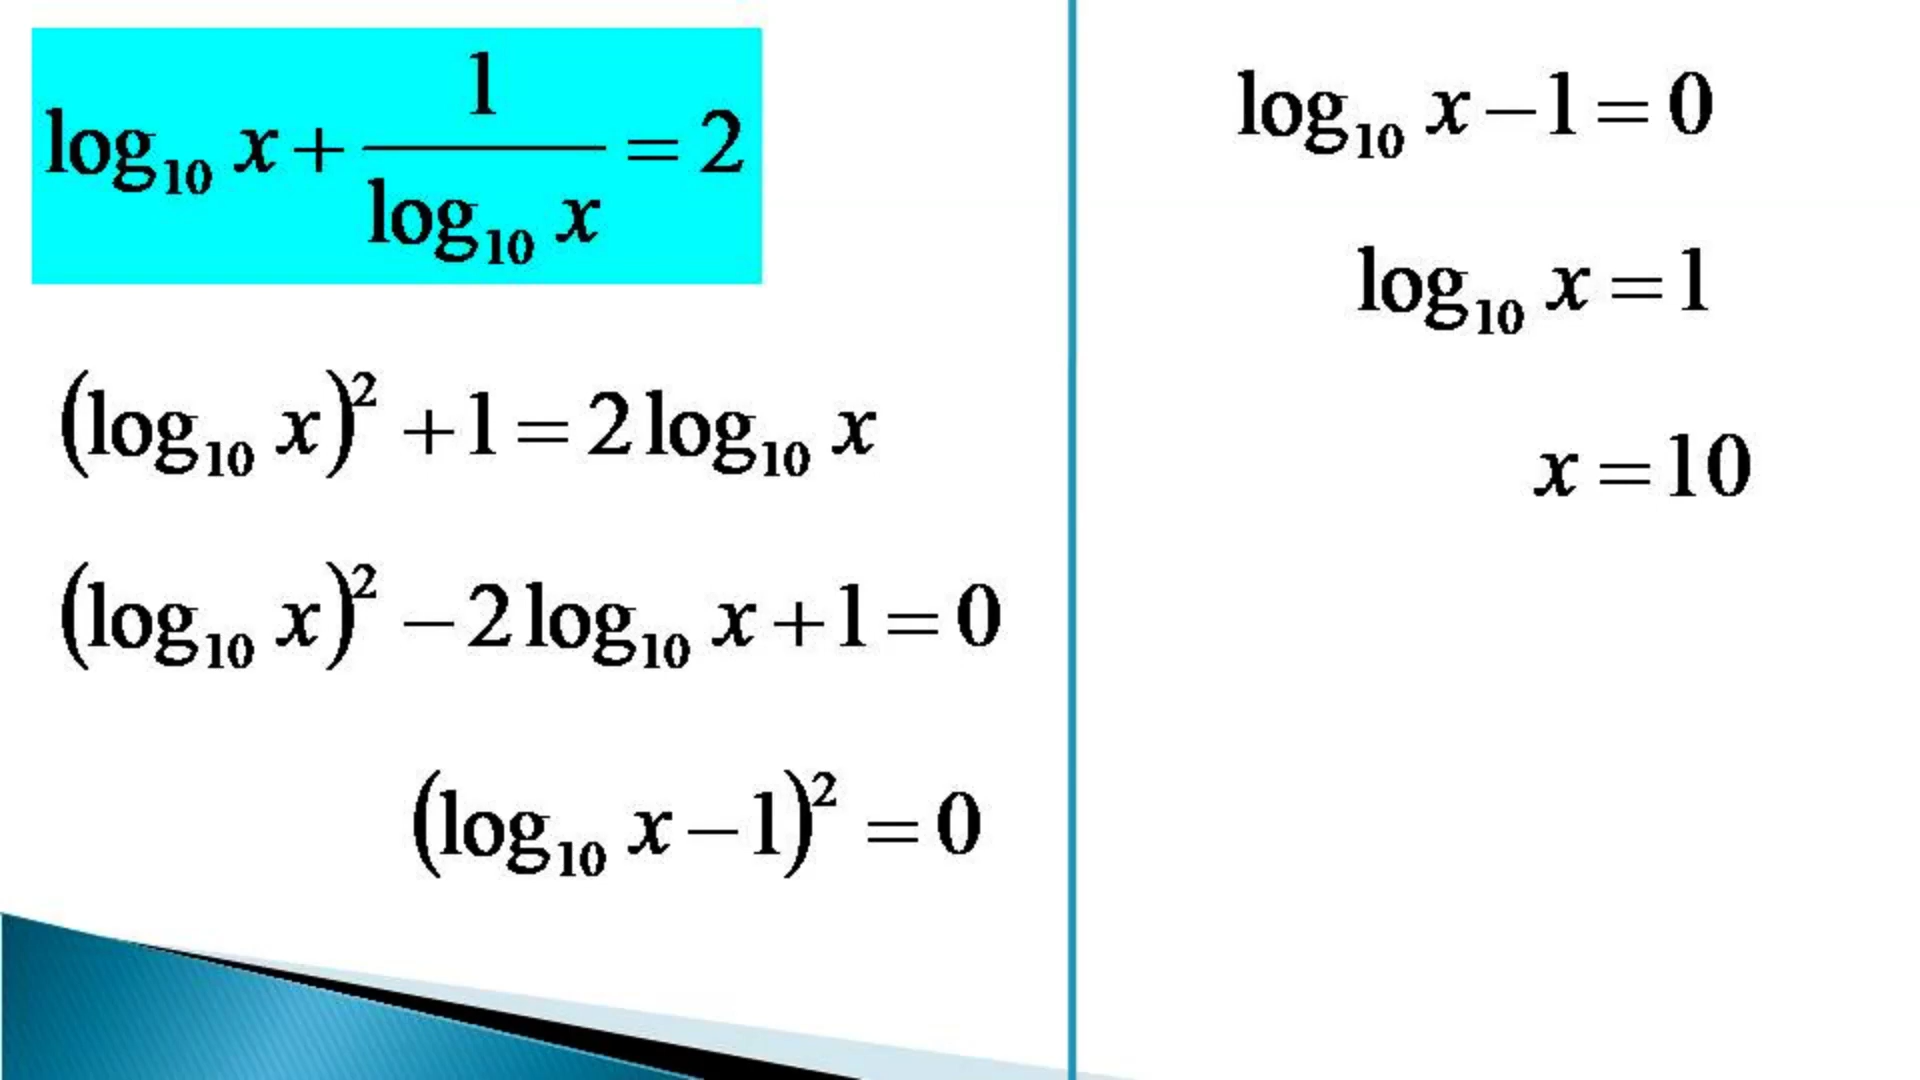 log₁₀ x + 1/(log₁₀ x) = 2
(log₁₀ x)² + 1 = 2 log₁₀ x
(log₁₀ x)² − 2 log₁₀ x + 1 = 0
(log₁₀ x − 1)² = 0
log₁₀ x − 1 = 0
log₁₀ x = 1
x = 10